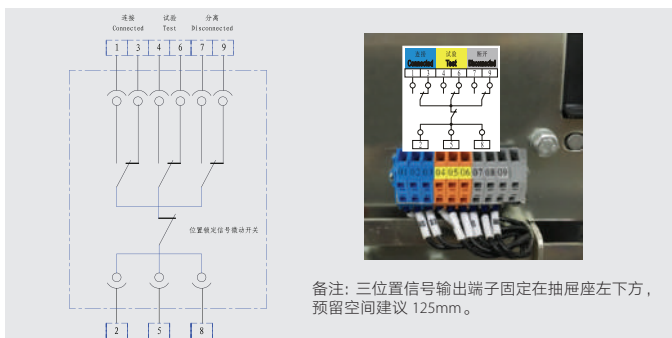 连接 试验 分离
Connected Test Disconnected
1 3 4 6 7 9
位置锁定信号微动开关
2 5 8
连接 试验 断开
Connected Test Disconnected
1 3 4 6 7 9
2 5 8
01 02 03 04 05 06 07 08 09
备注: 三位置信号输出端子固定在抽屉座左下方，
预留空间建议 125mm。